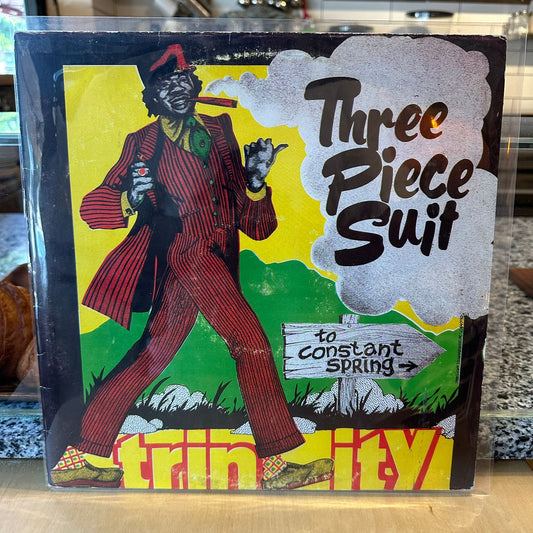 Three
Piece
Suit
to
constant
SPRING →
trinity